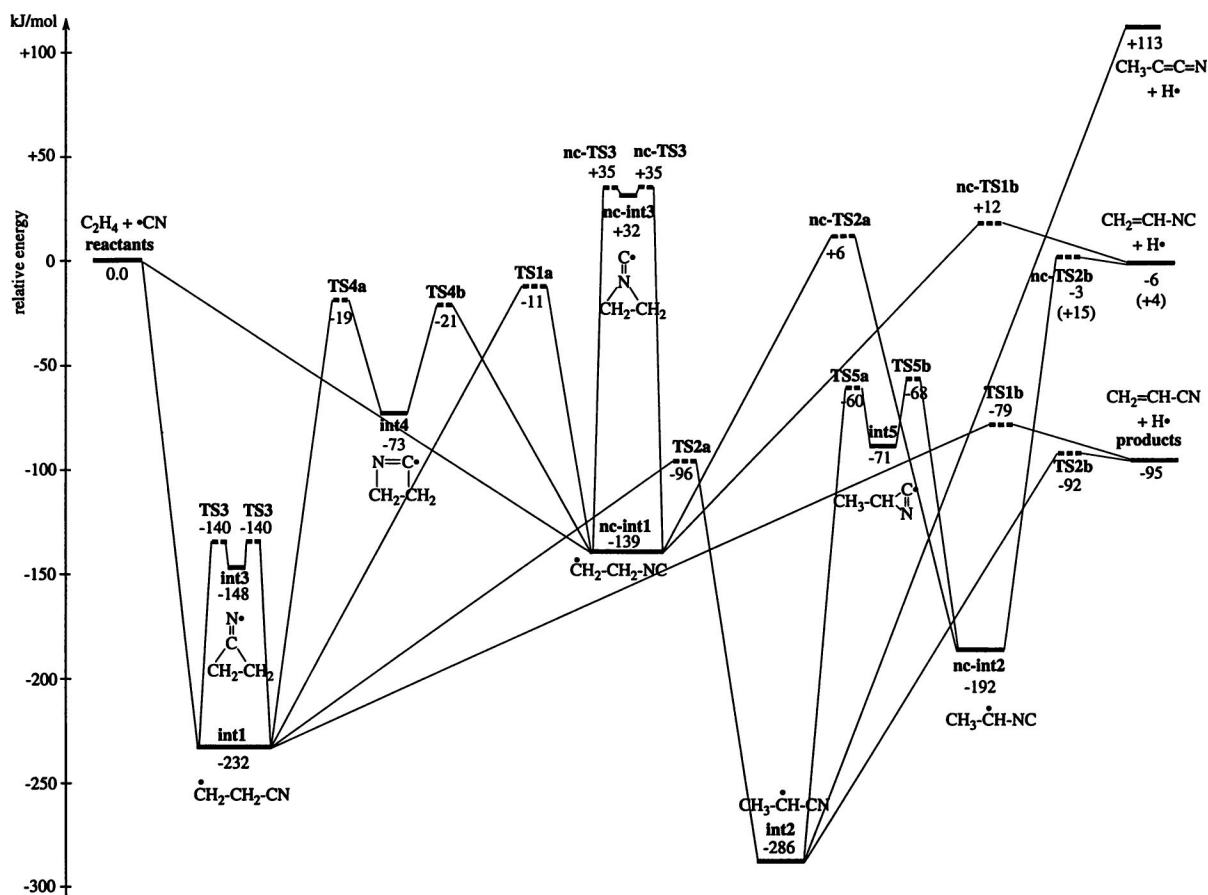 kJ/mol
+100
+50
0
-50
-100
-150
-200
-250
-300
relative energy
C₂H₄ + •CN
reactants
0.0
TS3 TS3
-140 -140
int3
-148
N•
C
CH₂-CH₂
int1
-232
•CH₂-CH₂-CN
TS4a
-19
int4
-73
N=C•
CH₂-CH₂
TS4b
-21
TS1a
-11
nc-TS3 nc-TS3
+35 +35
nc-int3
+32
C•
N
CH₂-CH₂
nc-int1
-139
•CH₂-CH₂-NC
TS2a
-96
nc-TS2a
+6
TS5a
-60
int5
-71
CH₃-CH
C•
N
TS5b
-68
CH₃-ĊH-CN
int2
-286
nc-int2
-192
CH₃-ĊH-NC
nc-TS1b
+12
nc-TS2b
-3
(+15)
TS1b
-79
TS2b
-92
+113
CH₃-C=C=N
+ H•
CH₂=CH-NC
+ H•
-6
(+4)
CH₂=CH-CN
+ H•
products
-95